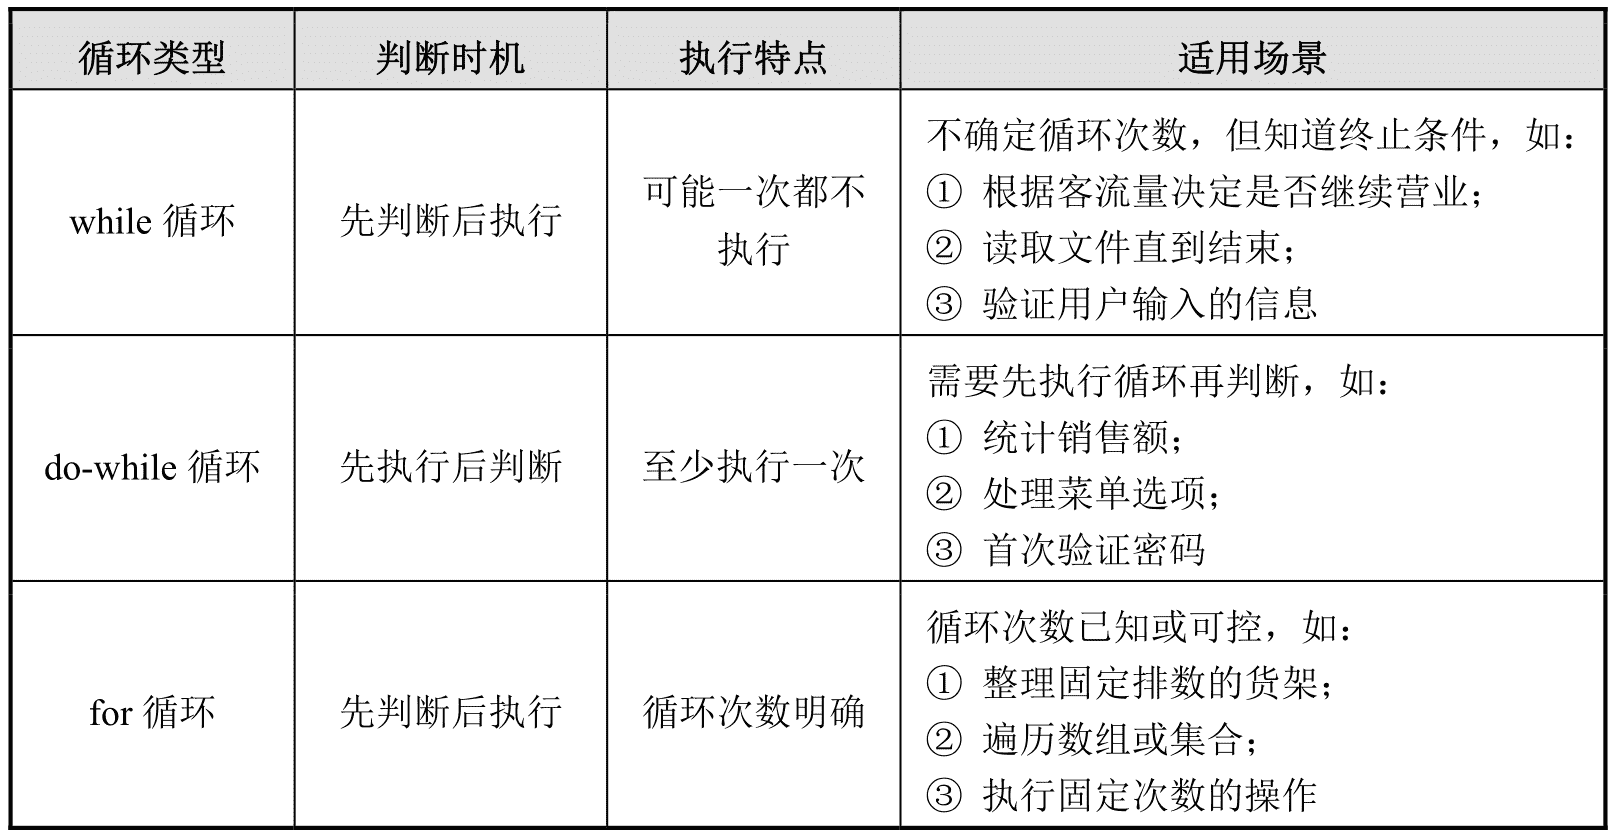 循环类型
判断时机
执行特点
适用场景
while 循环
先判断后执行
可能一次都不
执行
不确定循环次数，但知道终止条件，如：
① 根据客流量决定是否继续营业；
② 读取文件直到结束；
③ 验证用户输入的信息
do-while 循环
先执行后判断
至少执行一次
需要先执行循环再判断，如：
① 统计销售额；
② 处理菜单选项；
③ 首次验证密码
for 循环
先判断后执行
循环次数明确
循环次数已知或可控，如：
① 整理固定排数的货架；
② 遍历数组或集合；
③ 执行固定次数的操作